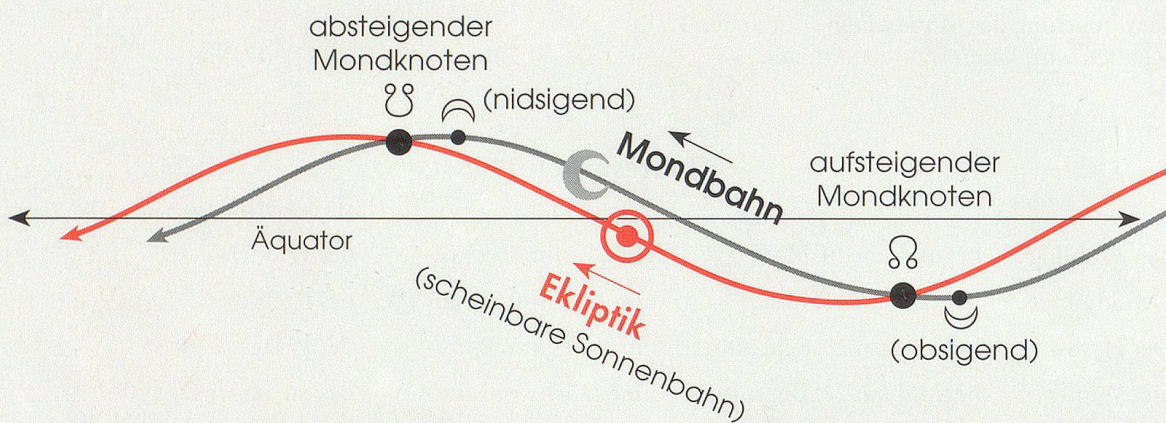 absteigender
Mondknoten
☋
(nidsigend)
Mondbahn
aufsteigender
Mondknoten
☊
Äquator
Ekliptik
(scheinbare Sonnenbahn)
(obsigend)